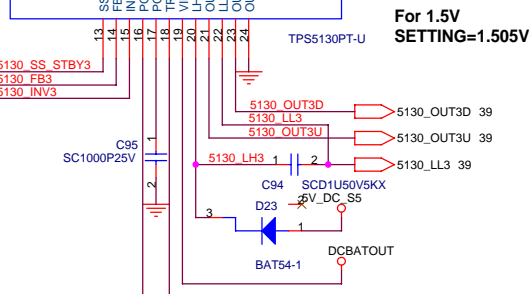 For 1.5V
SETTING=1.505V
TPS5130PT-U
13
14
15
16
17
18
19
20
21
22
23
24
5130_SS_STBY3
5130_FB3
5130_INV3
5130_OUT3D
5130_LL3
5130_OUT3U
5130_OUT3D 39
5130_OUT3U 39
5130_LL3 39
C95
SC1000P25V
1
2
5130_LH3
1
2
C94
SCD1U50V5KX
5V_DC_S5
D23
3
2
1
BAT54-1
DCBATOUT